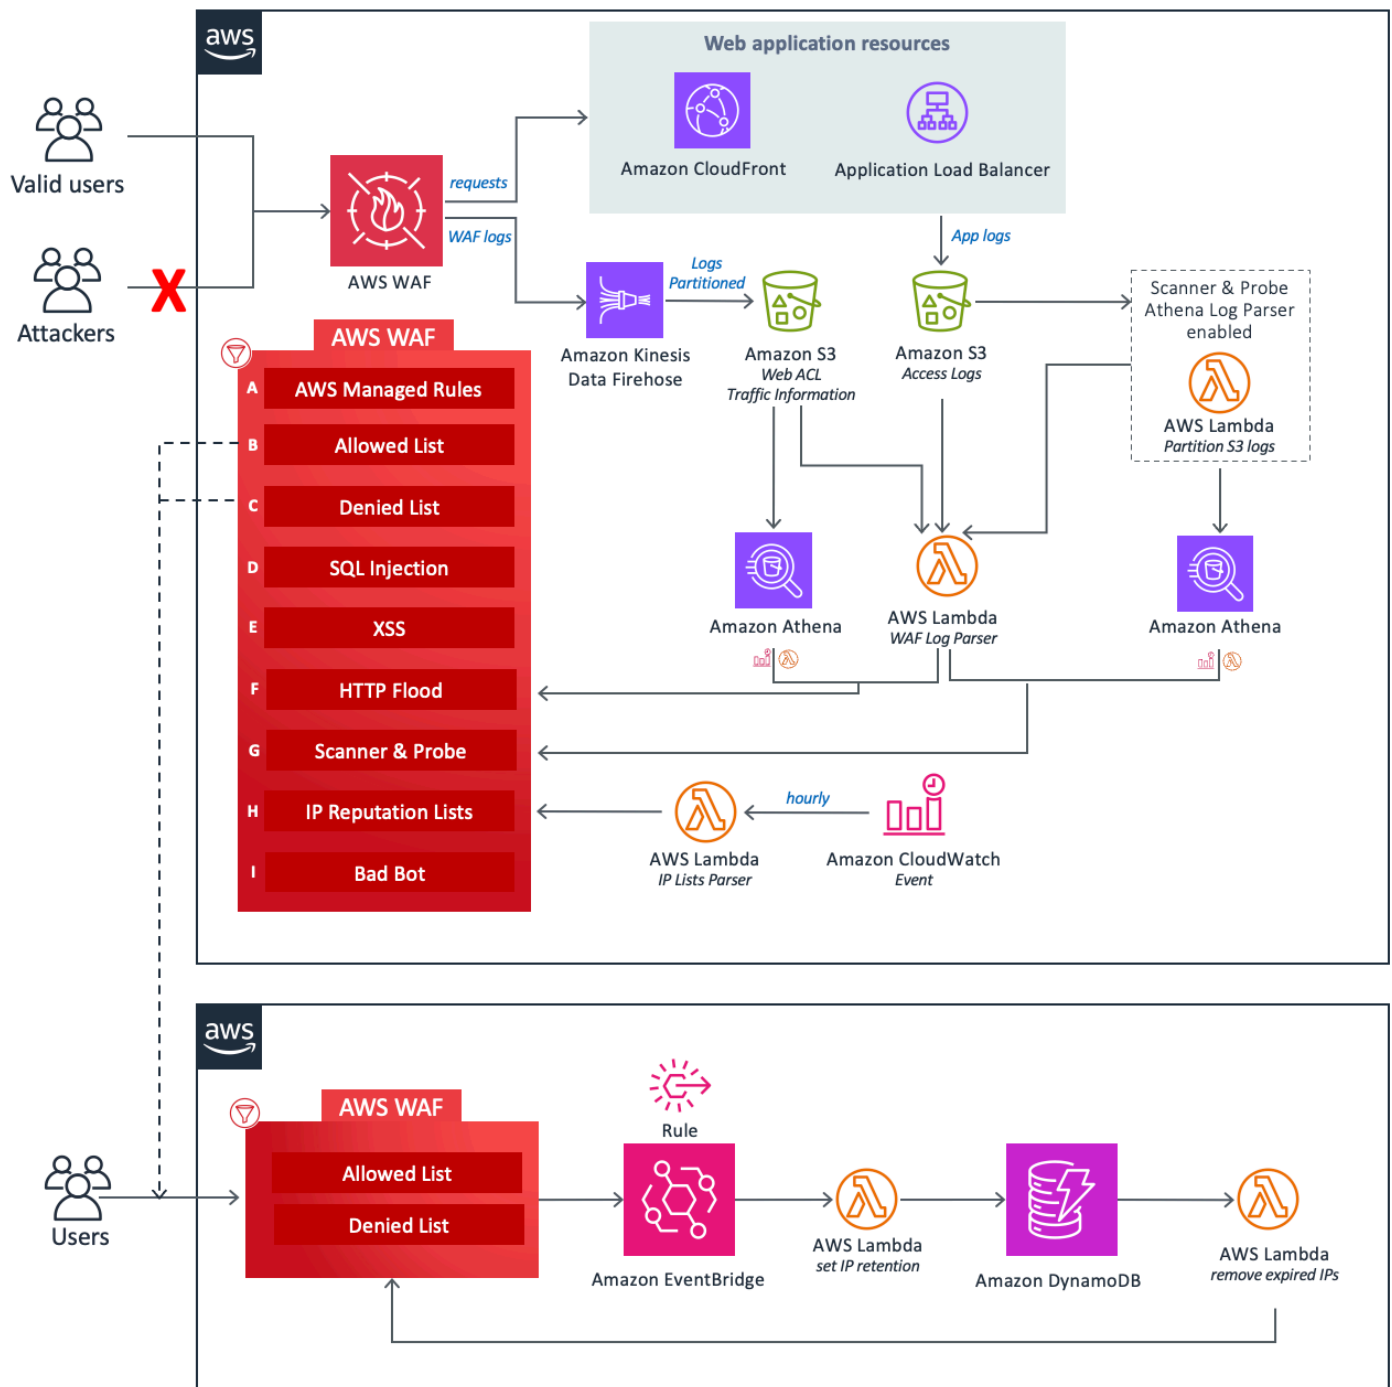 aws
Web application resources
Amazon CloudFront
Application Load Balancer
Valid users
requests
WAF logs
AWS WAF
App logs
Attackers
X
Logs
Partitioned
Amazon Kinesis
Data Firehose
Amazon S3
Web ACL
Traffic Information
Amazon S3
Access Logs
Scanner & Probe
Athena Log Parser
enabled
AWS Lambda
Partition S3 logs
AWS WAF
A AWS Managed Rules
B Allowed List
C Denied List
D SQL Injection
E XSS
F HTTP Flood
G Scanner & Probe
H IP Reputation Lists
I Bad Bot
Amazon Athena
AWS Lambda
WAF Log Parser
Amazon Athena
hourly
AWS Lambda
IP Lists Parser
Amazon CloudWatch
Event
aws
AWS WAF
Allowed List
Denied List
Users
Rule
Amazon EventBridge
AWS Lambda
set IP retention
Amazon DynamoDB
AWS Lambda
remove expired IPs